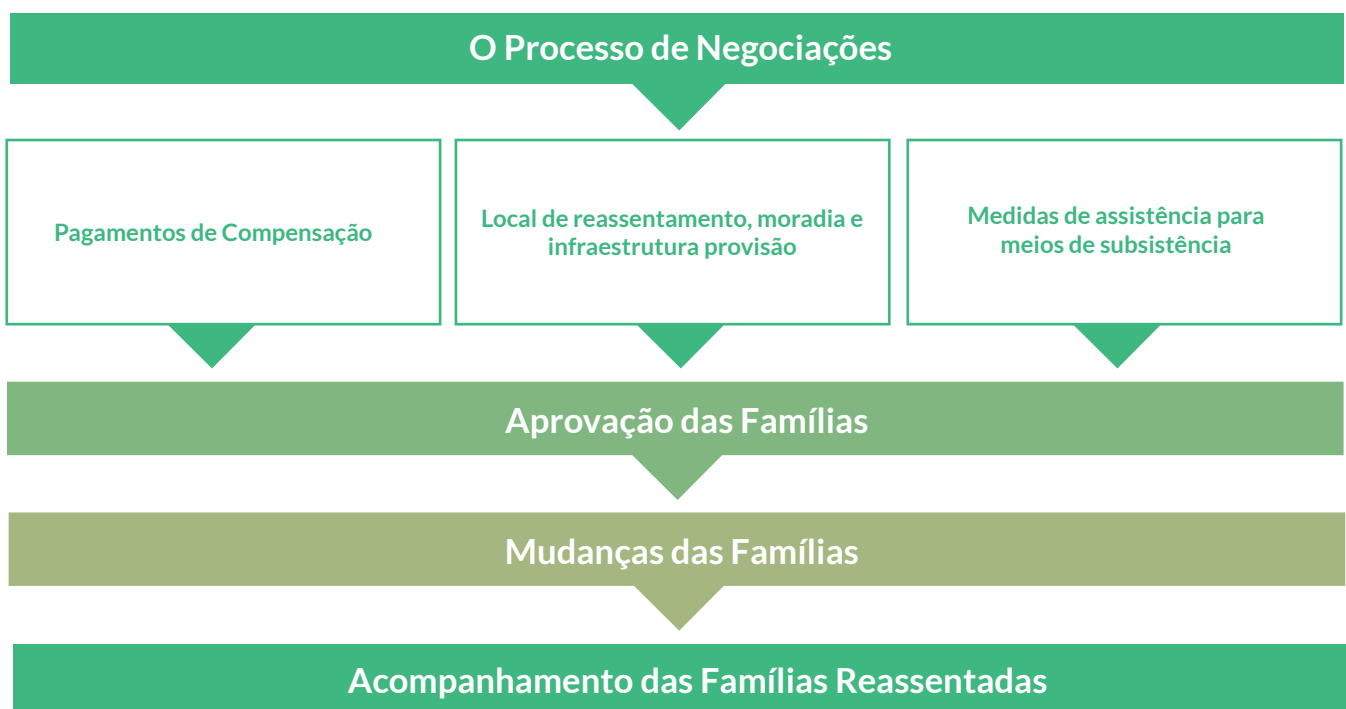 O Processo de Negociações
Pagamentos de Compensação
Local de reassentamento, moradia e
infraestrutura provisão
Medidas de assistência para
meios de subsistência
Aprovação das Famílias
Mudanças das Famílias
Acompanhamento das Famílias Reassentadas